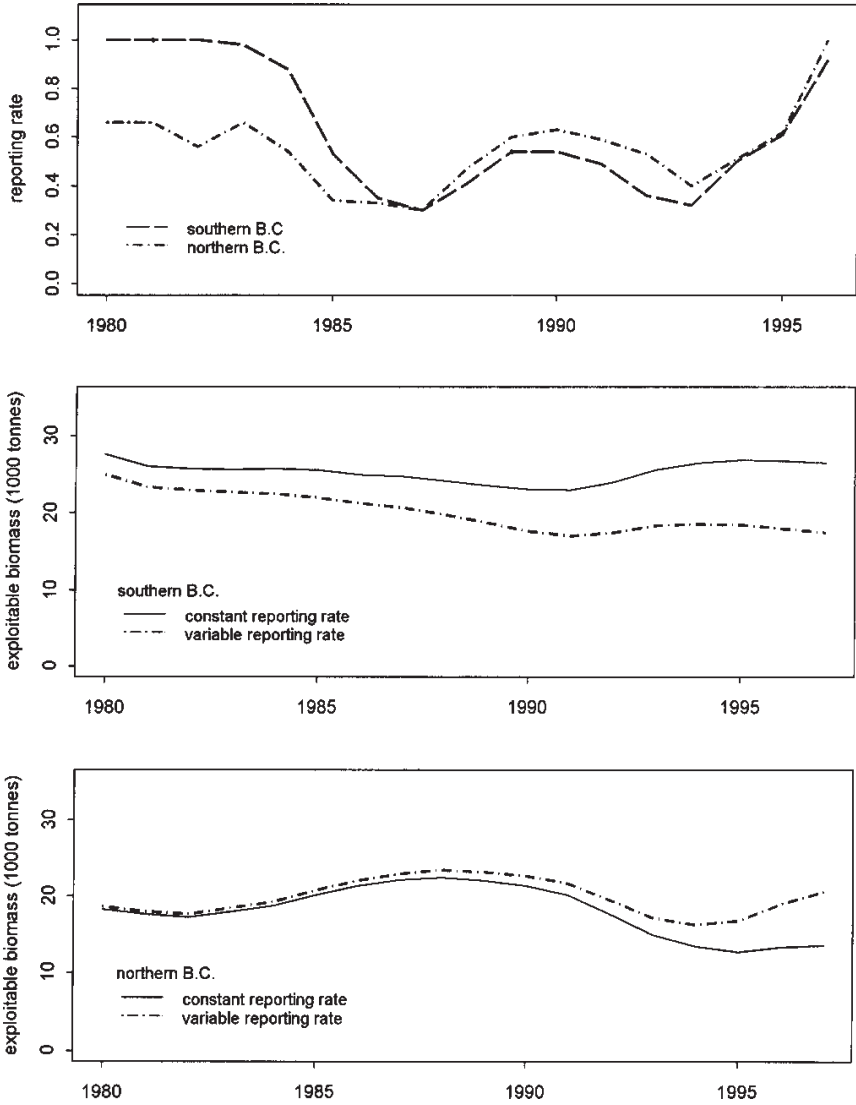 reporting rate
1.0
0.8
0.6
0.4
0.2
0.0
southern B.C
northern B.C.
1980
1985
1990
1995
exploitable biomass (1000 tonnes)
30
20
10
0
southern B.C.
constant reporting rate
variable reporting rate
1980
1985
1990
1995
exploitable biomass (1000 tonnes)
30
20
10
0
northern B.C.
constant reporting rate
variable reporting rate
1980
1985
1990
1995